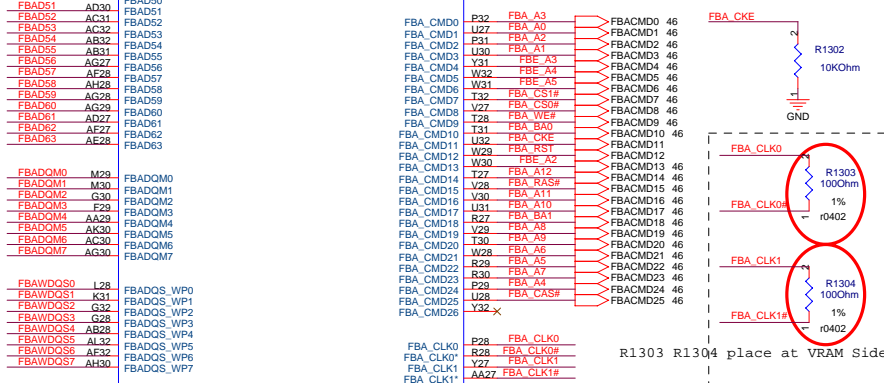 FBAD50
FBAD51 AD30 FBAD51
FBAD52 AC31 FBAD52
FBAD53 AC32 FBAD53
FBAD54 AB32 FBAD54
FBAD55 AB31 FBAD55
FBAD56 AG27 FBAD56
FBAD57 AF28 FBAD57
FBAD58 AH28 FBAD58
FBAD59 AG28 FBAD59
FBAD60 AG29 FBAD60
FBAD61 AD27 FBAD61
FBAD62 AF27 FBAD62
FBAD63 AE28 FBAD63
FBADQM0 M29 FBADQM0
FBADQM1 M30 FBADQM1
FBADQM2 G30 FBADQM2
FBADQM3 F29 FBADQM3
FBADQM4 AA29 FBADQM4
FBADQM5 AK30 FBADQM5
FBADQM6 AC30 FBADQM6
FBADQM7 AG30 FBADQM7
FBAWDQS0 L28 FBADQS_WP0
FBAWDQS1 K31 FBADQS_WP1
FBAWDQS2 G32 FBADQS_WP2
FBAWDQS3 G28 FBADQS_WP3
FBAWDQS4 AB28 FBADQS_WP4
FBAWDQS5 AL32 FBADQS_WP5
FBAWDQS6 AF32 FBADQS_WP6
FBAWDQS7 AH30 FBADQS_WP7
FBA_CMD0 P32 FBA_A3 FBACMD0 46
FBA_CMD1 U27 FBA_A0 FBACMD1 46
FBA_CMD2 P31 FBA_A2 FBACMD2 46
FBA_CMD3 U30 FBA_A1 FBACMD3 46
FBA_CMD4 Y31 FBE_A3 FBACMD4 46
FBA_CMD5 W32 FBE_A4 FBACMD5 46
FBA_CMD6 W31 FBE_A5 FBACMD6 46
FBA_CMD7 T32 FBA_CS1# FBACMD7 46
FBA_CMD8 V27 FBA_CS0# FBACMD8 46
FBA_CMD9 T28 FBA_WE# FBACMD9 46
FBA_CMD10 T31 FBA_BA0 FBACMD10 46
FBA_CMD11 U32 FBA_CKE FBACMD11
FBA_CMD12 W29 FBA_RST FBACMD12
FBA_CMD13 W30 FBE_A2 FBACMD13 46
FBA_CMD14 T27 FBA_A12 FBACMD14 46
FBA_CMD15 V28 FBA_RAS# FBACMD15 46
FBA_CMD16 V30 FBA_A11 FBACMD16 46
FBA_CMD17 U31 FBA_A10 FBACMD17 46
FBA_CMD18 R27 FBA_BA1 FBACMD18 46
FBA_CMD19 V29 FBA_A8 FBACMD19 46
FBA_CMD20 T30 FBA_A9 FBACMD20 46
FBA_CMD21 W28 FBA_A6 FBACMD21 46
FBA_CMD22 R29 FBA_A5 FBACMD22 46
FBA_CMD23 R30 FBA_A7 FBACMD23 46
FBA_CMD24 P29 FBA_A4 FBACMD24 46
FBA_CMD25 U28 FBA_CAS# FBACMD25 46
FBA_CMD26 Y32
FBA_CLK0 P28 FBA_CLK0
FBA_CLK0* R28 FBA_CLK0#
FBA_CLK1 Y27 FBA_CLK1
FBA_CLK1* AA27 FBA_CLK1#
FBA_CKE
2
R1302
10KOhm
1
GND
FBA_CLK0
2
R1303
100Ohm
1%
FBA_CLK0#
1
r0402
FBA_CLK1
2
R1304
100Ohm
1%
FBA_CLK1#
1
r0402
R1303 R1304 place at VRAM Side